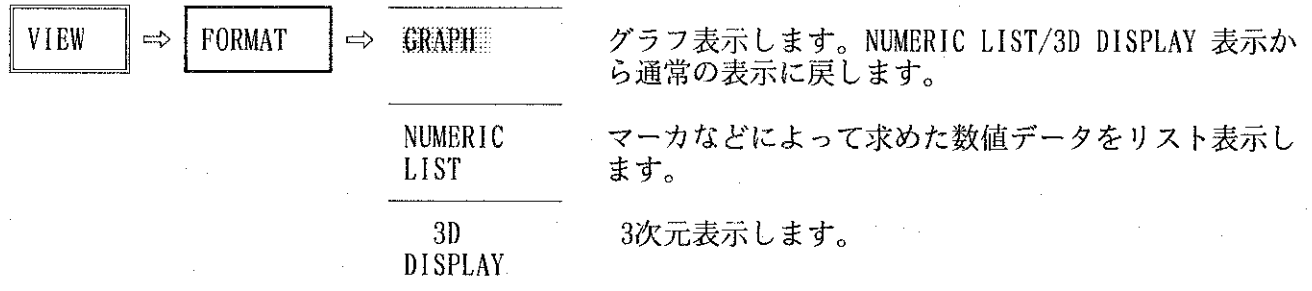 VIEW ⇨ FORMAT ⇨ GRAPH グラフ表示します。NUMERIC LIST/3D DISPLAY 表示か
ら通常の表示に戻します。
NUMERIC マーカなどによって求めた数値データをリスト表示し
LIST ます。
3D 3次元表示します。
DISPLAY